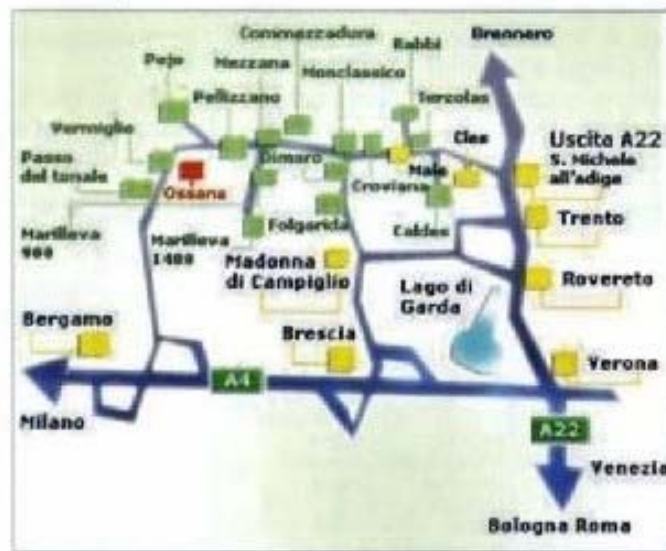 Commezzadura
Rabbi
Brennero
Mezzana
Pejo
Monclassico
Pellizzano
Terzolas
Vermiglio
Cles
Uscita A22
S. Michele
all'adige
Passo
del tonale
Ossana
Dimaro
Malè
Croviana
Trento
Marilleva
900
Marilleva
1400
Folgarida
Caldes
Madonna
di Campiglio
Lago di
Garda
Rovereto
Bergamo
Brescia
Verona
A4
Milano
A22
Venezia
Bologna Roma